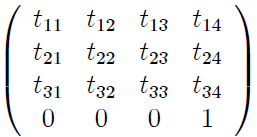 t₁₁ t₁₂ t₁₃ t₁₄
t₂₁ t₂₂ t₂₃ t₂₄
t₃₁ t₃₂ t₃₃ t₃₄
0 0 0 1